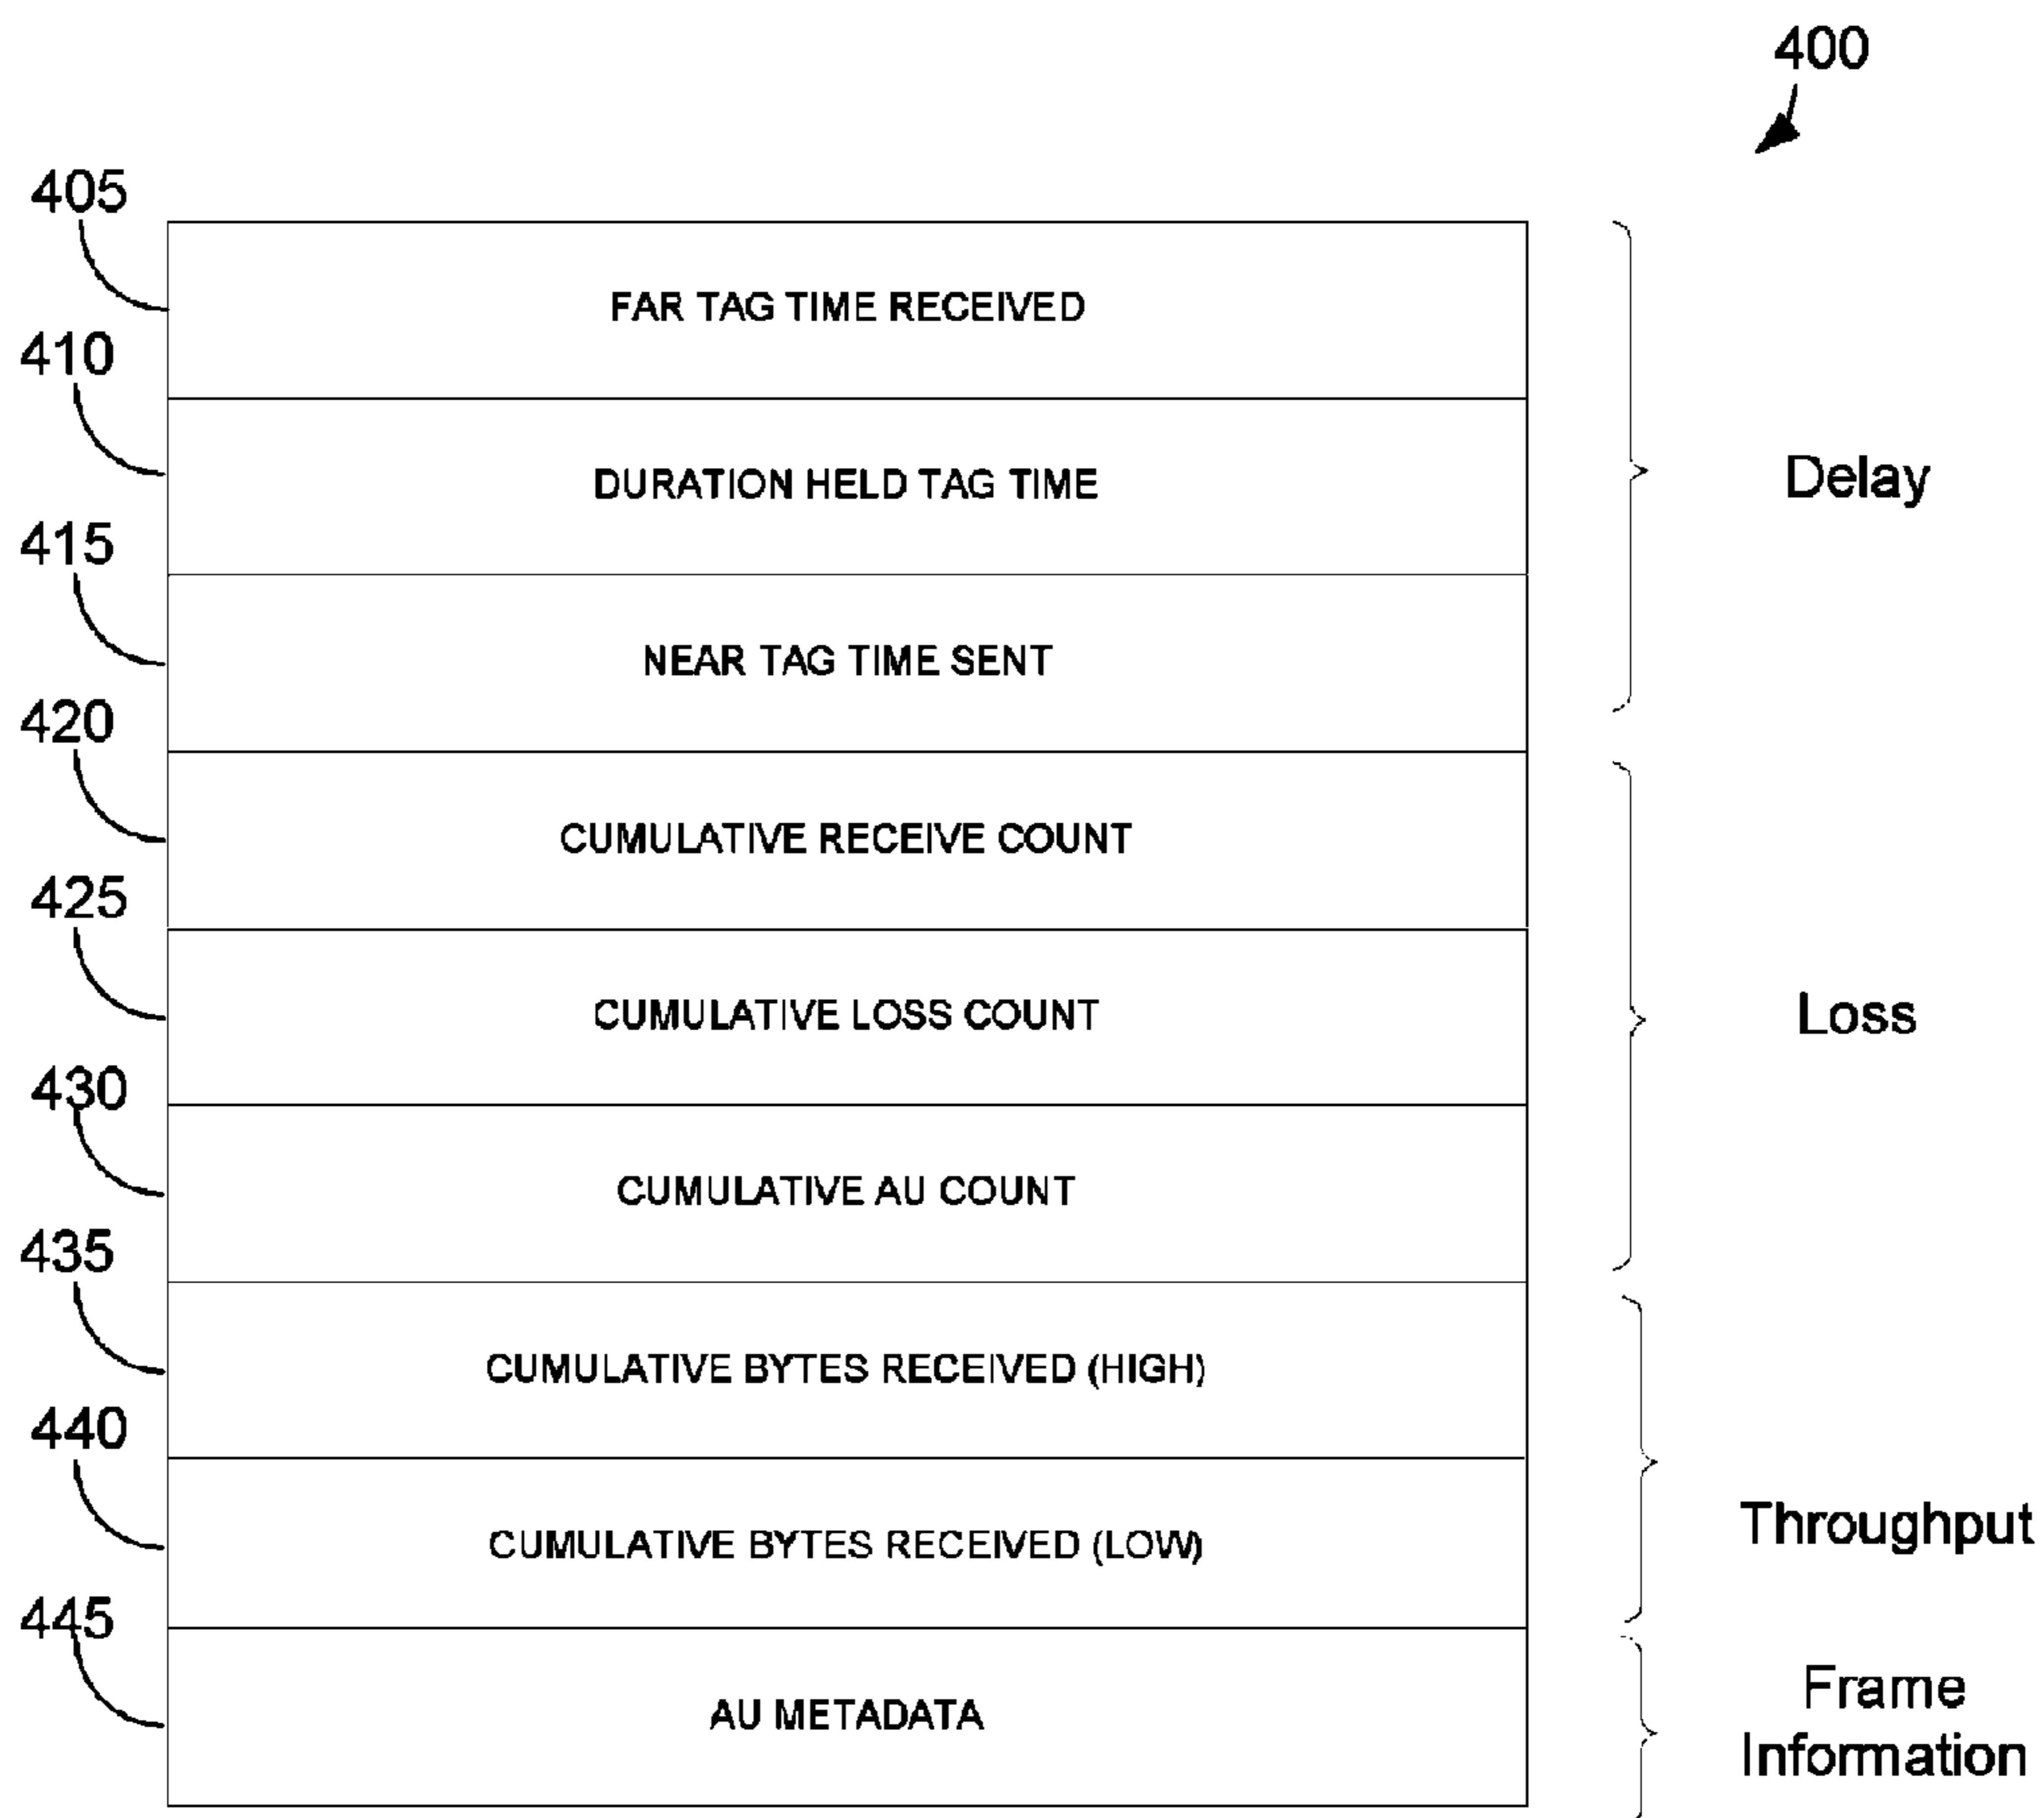 400
405
FAR TAG TIME RECEIVED
410
DURATION HELD TAG TIME
Delay
415
NEAR TAG TIME SENT
420
CUMULATIVE RECEIVE COUNT
425
CUMULATIVE LOSS COUNT
Loss
430
CUMULATIVE AU COUNT
435
CUMULATIVE BYTES RECEIVED (HIGH)
440
CUMULATIVE BYTES RECEIVED (LOW)
Throughput
445
AU METADATA
Frame
Information